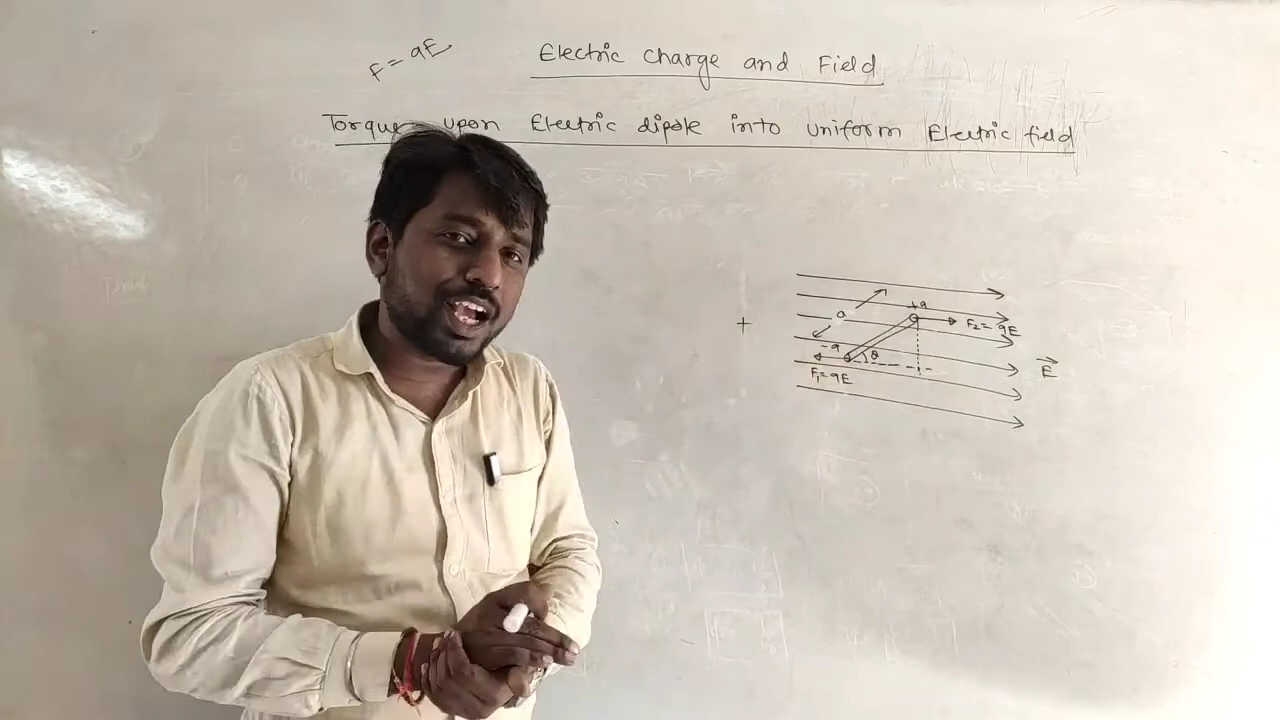 F = qE
Electric charge and Field
Torque upon Electric dipole into uniform Electric field
+
+q
a
F₂ = qE
-q
θ
F₁ = qE
E⃗